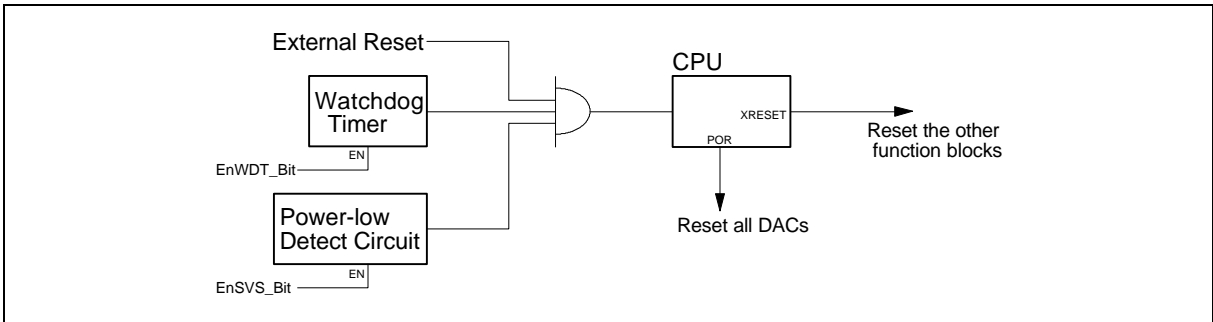 External Reset
CPU
Watchdog
Timer
XRESET
Reset the other
function blocks
EN
POR
EnWDT_Bit
Power-low
Detect Circuit
Reset all DACs
EN
EnSVS_Bit